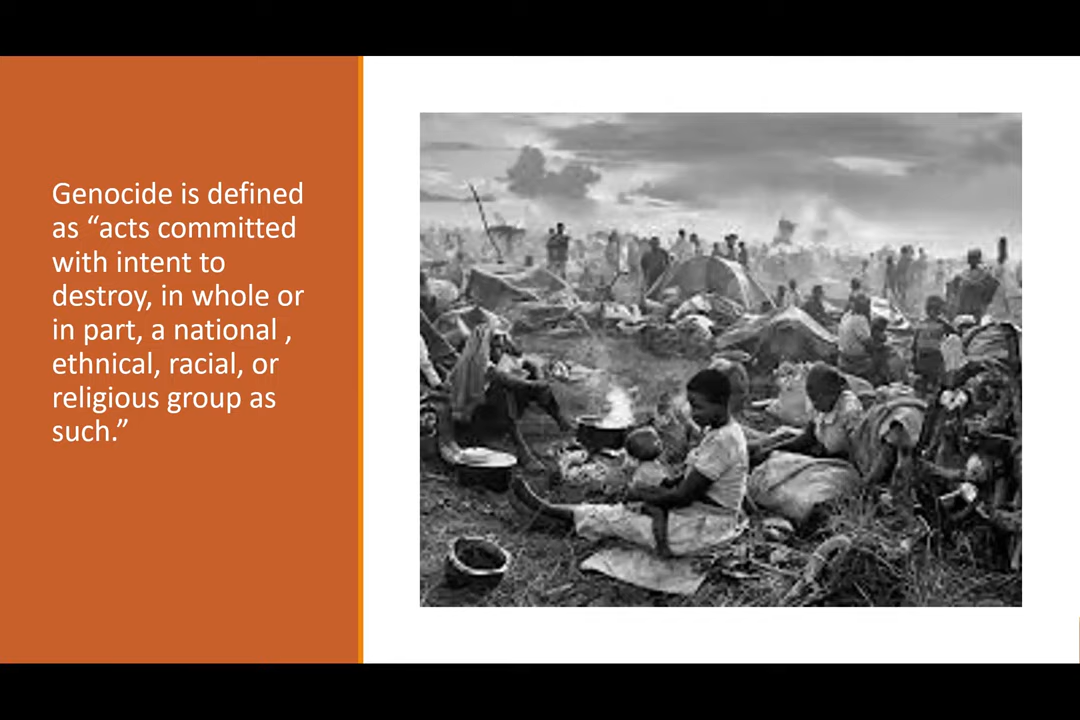 Genocide is defined
as “acts committed
with intent to
destroy, in whole or
in part, a national ,
ethnical, racial, or
religious group as
such.”